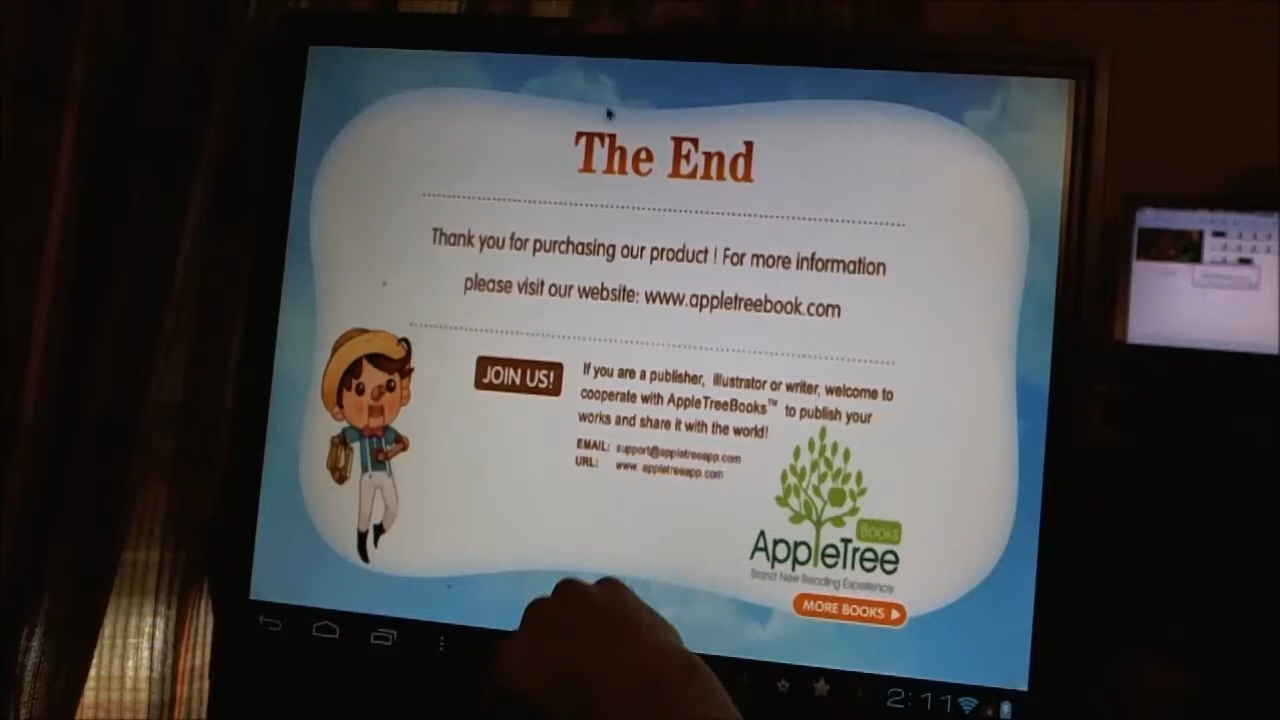 The End
Thank you for purchasing our product ! For more information
please visit our website: www.appletreebook.com
JOIN US!
If you are a publisher, illustrator or writer, welcome to
cooperate with AppleTreeBooks™ to publish your
works and share it with the world!
EMAIL: support@appletreeapp.com
URL: www. appletreeapp.com
Books
AppleTree
Brand New Reading Experience
MORE BOOKS
2:11